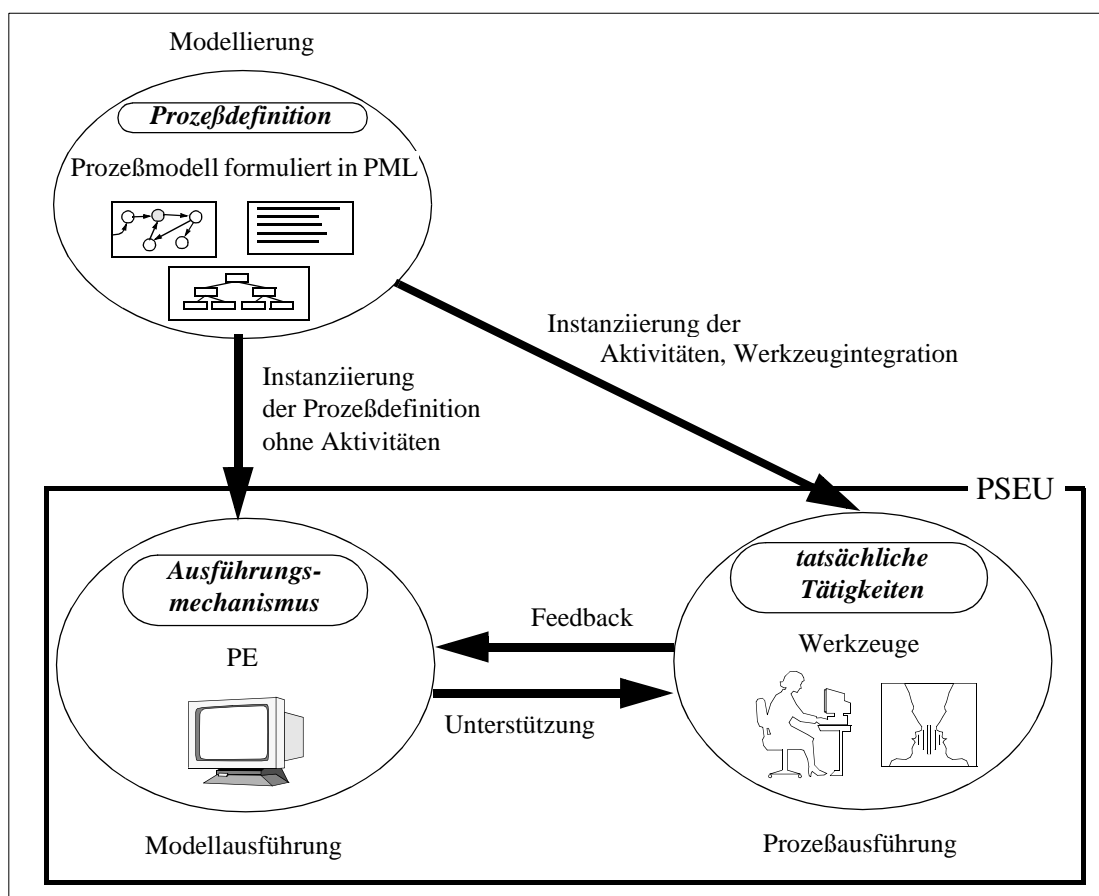 Modellierung
Prozeßdefinition
Prozeßmodell formuliert in PML
Instanziierung der
Aktivitäten, Werkzeugintegration
Instanziierung
der Prozeßdefinition
ohne Aktivitäten
PSEU
Ausführungs-
mechanismus
PE
Modellausführung
Feedback
Unterstützung
tatsächliche
Tätigkeiten
Werkzeuge
Prozeßausführung